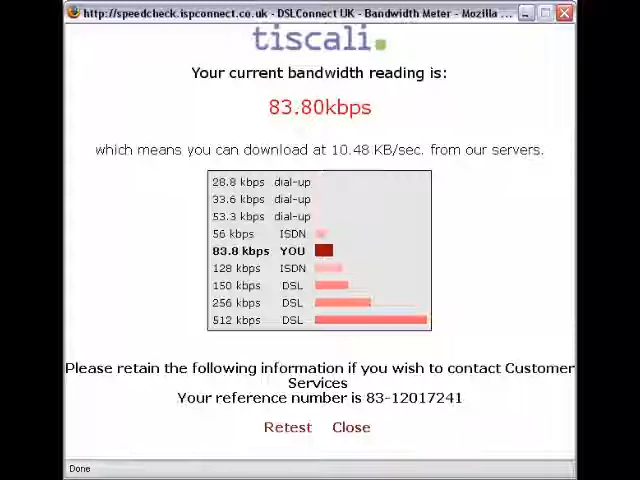 http://speedcheck.ispconnect.co.uk - DSLConnect UK - Bandwidth Meter - Mozilla ...
tiscali.
Your current bandwidth reading is:
83.80kbps
which means you can download at 10.48 KB/sec. from our servers.
28.8 kbps dial-up
33.6 kbps dial-up
53.3 kbps dial-up
56 kbps ISDN
83.8 kbps YOU
128 kbps ISDN
150 kbps DSL
256 kbps DSL
512 kbps DSL
Please retain the following information if you wish to contact Customer
Services
Your reference number is 83-12017241
Retest Close
Done